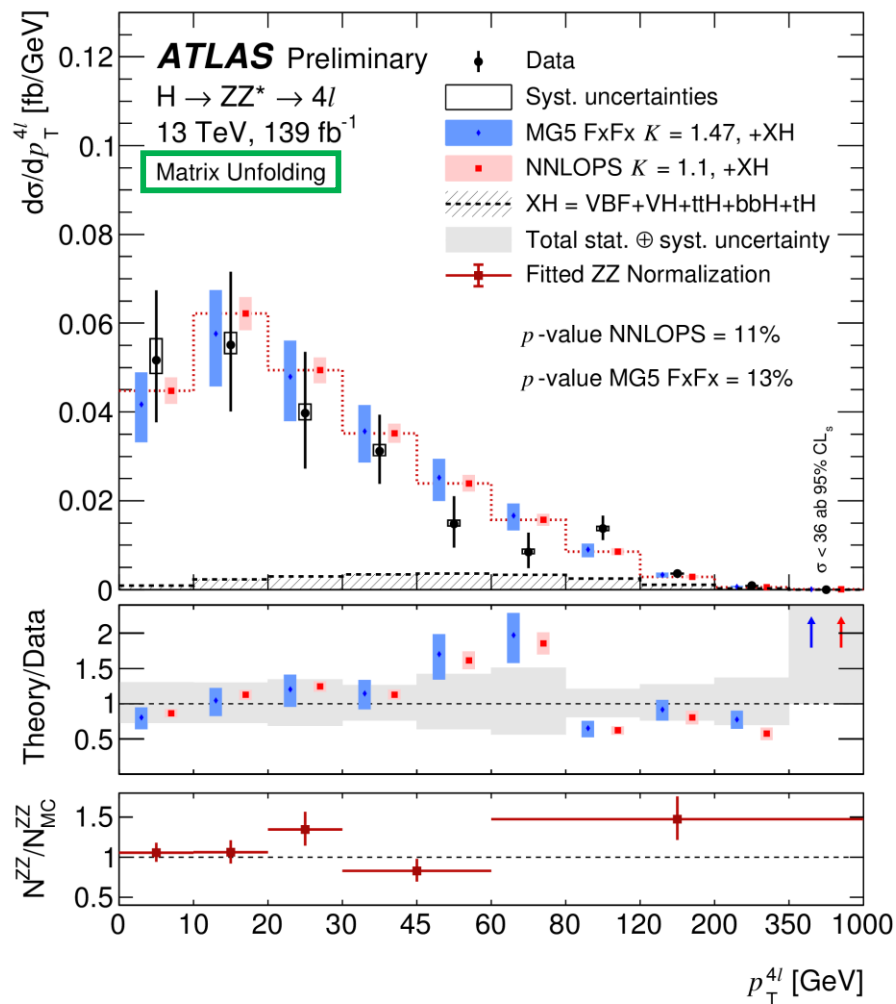 dσ/dp_T^{4l} [fb/GeV]
0.12
0.1
0.08
0.06
0.04
0.02
0
ATLAS Preliminary
H → ZZ* → 4l
13 TeV, 139 fb⁻¹
Matrix Unfolding
Data
Syst. uncertainties
MG5 FxFx K = 1.47, +XH
NNLOPS K = 1.1, +XH
XH = VBF+VH+ttH+bbH+tH
Total stat. ⊕ syst. uncertainty
Fitted ZZ Normalization
p-value NNLOPS = 11%
p-value MG5 FxFx = 13%
σ < 36 ab 95% CL_s
Theory/Data
2
1.5
1
0.5
N^{ZZ}/N^{ZZ}_{MC}
1.5
1
0.5
0 10 20 30 45 60 80 120 200 350 1000
p_T^{4l} [GeV]